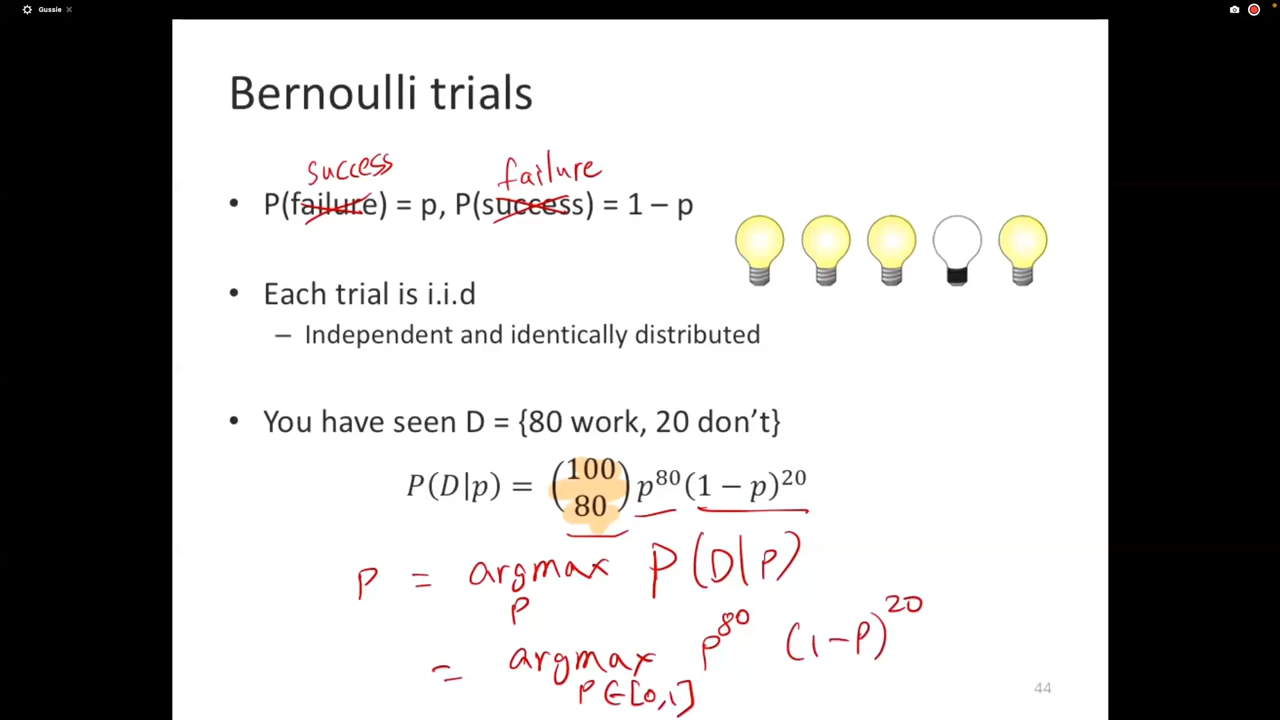 Gussie
Bernoulli trials
success failure
• P(failure) = p, P(success) = 1 – p
• Each trial is i.i.d
– Independent and identically distributed
• You have seen D = {80 work, 20 don't}
P(D|p) = (100 80) p^80 (1 − p)^20
P = argmax P(D|P)
P
= argmax P^80 (1-P)^20
P ∈ [0,1]
44